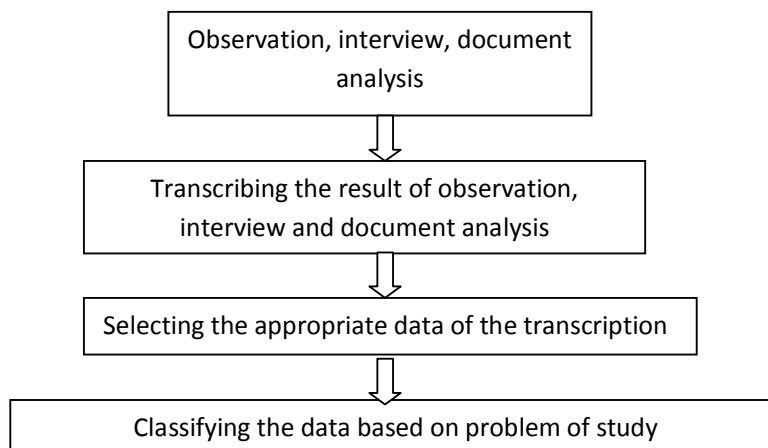 Observation, interview, document
analysis
Transcribing the result of observation,
interview and document analysis
Selecting the appropriate data of the transcription
Classifying the data based on problem of study